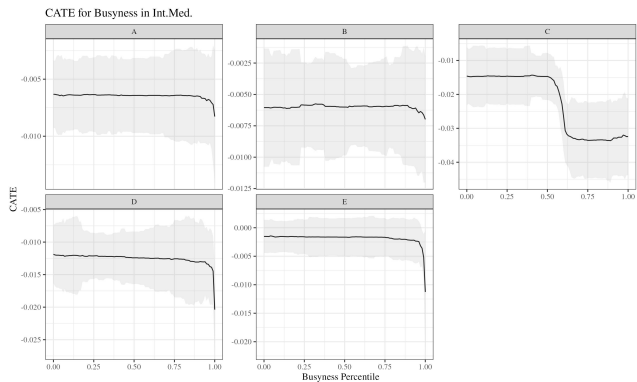 CATE for Busyness in Int.Med.
A
B
C
-0.005
-0.010
-0.0025
-0.0050
-0.0075
-0.0100
-0.0125
-0.01
-0.02
-0.03
-0.04
0.00 0.25 0.50 0.75 1.00
CATE
D
E
-0.005
-0.010
-0.015
-0.020
-0.025
0.000
-0.005
-0.010
-0.015
-0.020
0.00 0.25 0.50 0.75 1.00
0.00 0.25 0.50 0.75 1.00
Busyness Percentile